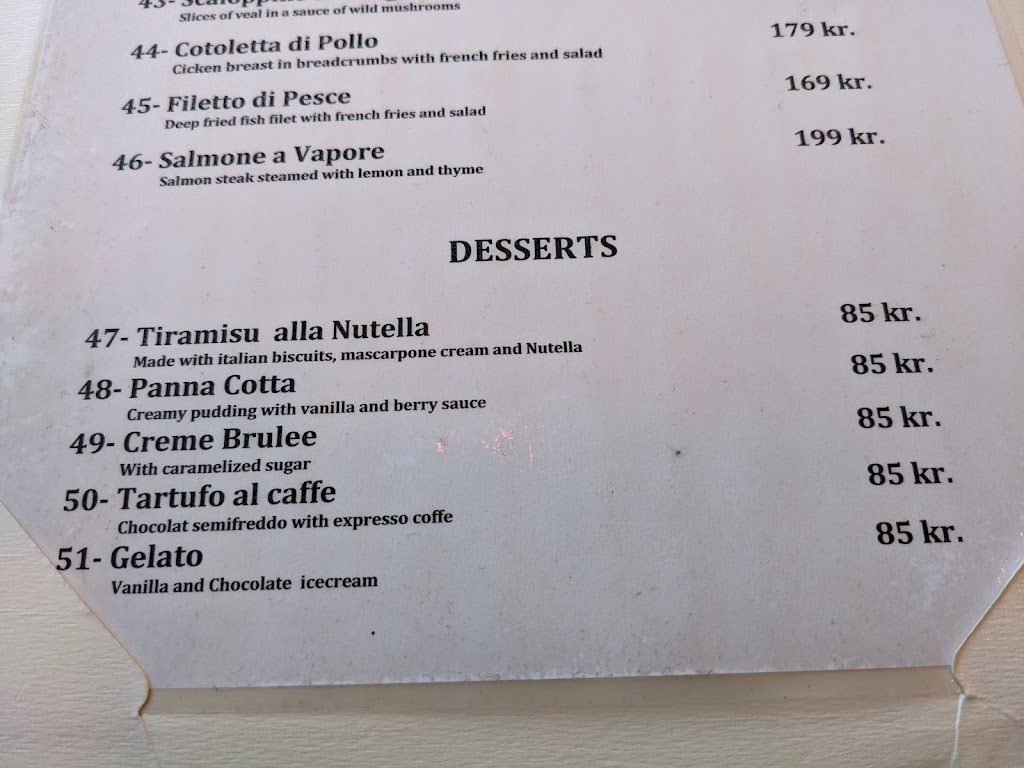 43- Scaloppine
Slices of veal in a sauce of wild mushrooms
44- Cotoletta di Pollo 179 kr.
Cicken breast in breadcrumbs with french fries and salad
45- Filetto di Pesce 169 kr.
Deep fried fish filet with french fries and salad
46- Salmone a Vapore 199 kr.
Salmon steak steamed with lemon and thyme
DESSERTS
47- Tiramisu alla Nutella 85 kr.
Made with italian biscuits, mascarpone cream and Nutella
48- Panna Cotta 85 kr.
Creamy pudding with vanilla and berry sauce
49- Creme Brulee 85 kr.
With caramelized sugar
50- Tartufo al caffe 85 kr.
Chocolat semifreddo with expresso coffe
51- Gelato 85 kr.
Vanilla and Chocolate icecream